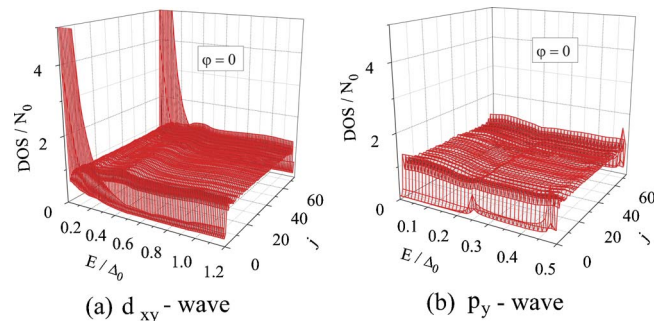 φ = 0
DOS / N0
4
2
0
0.2
0.4
0.6
0.8
1.0
1.2
E / Δ0
0
20
40
60
j
(a) d xy - wave
φ = 0
DOS / N0
4
2
0
0.1
0.2
0.3
0.4
0.5
E / Δ0
0
20
40
60
j
(b) py - wave